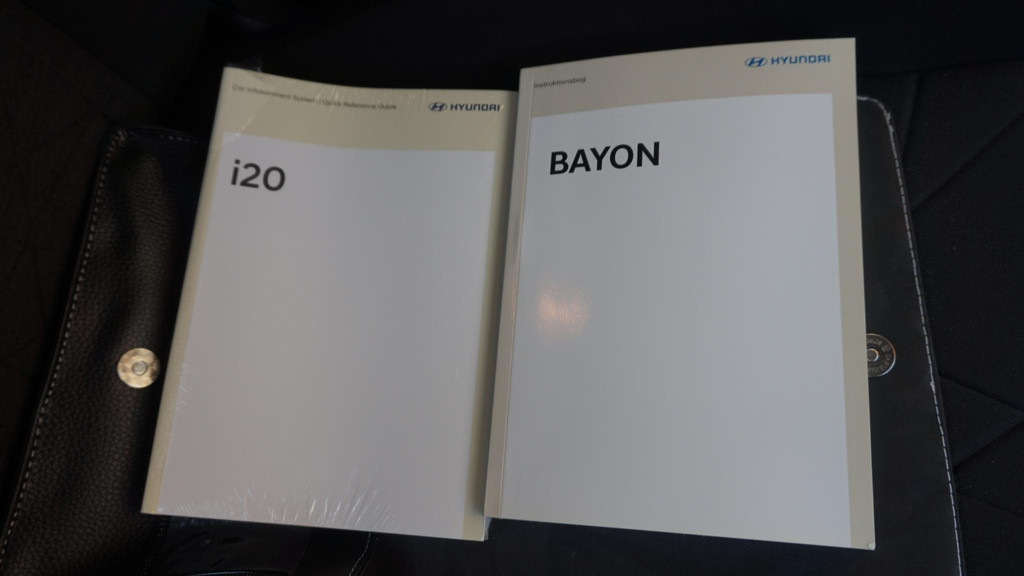 Car Infotainment System | Quick Reference Guide
HYUNDAI
i20
Instruktionsbog
HYUNDAI
BAYON